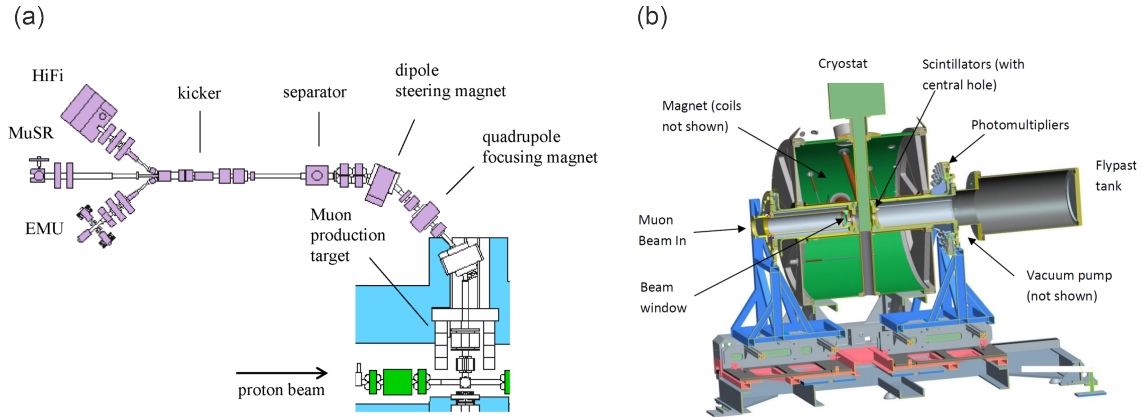 (a)
HiFi
MuSR
EMU
kicker
separator
dipole
steering magnet
quadrupole
focusing magnet
Muon
production
target
proton beam
(b)
Cryostat
Scintillators (with
central hole)
Magnet (coils
not shown)
Photomultipliers
Flypast
tank
Muon
Beam In
Beam
window
Vacuum pump
(not shown)